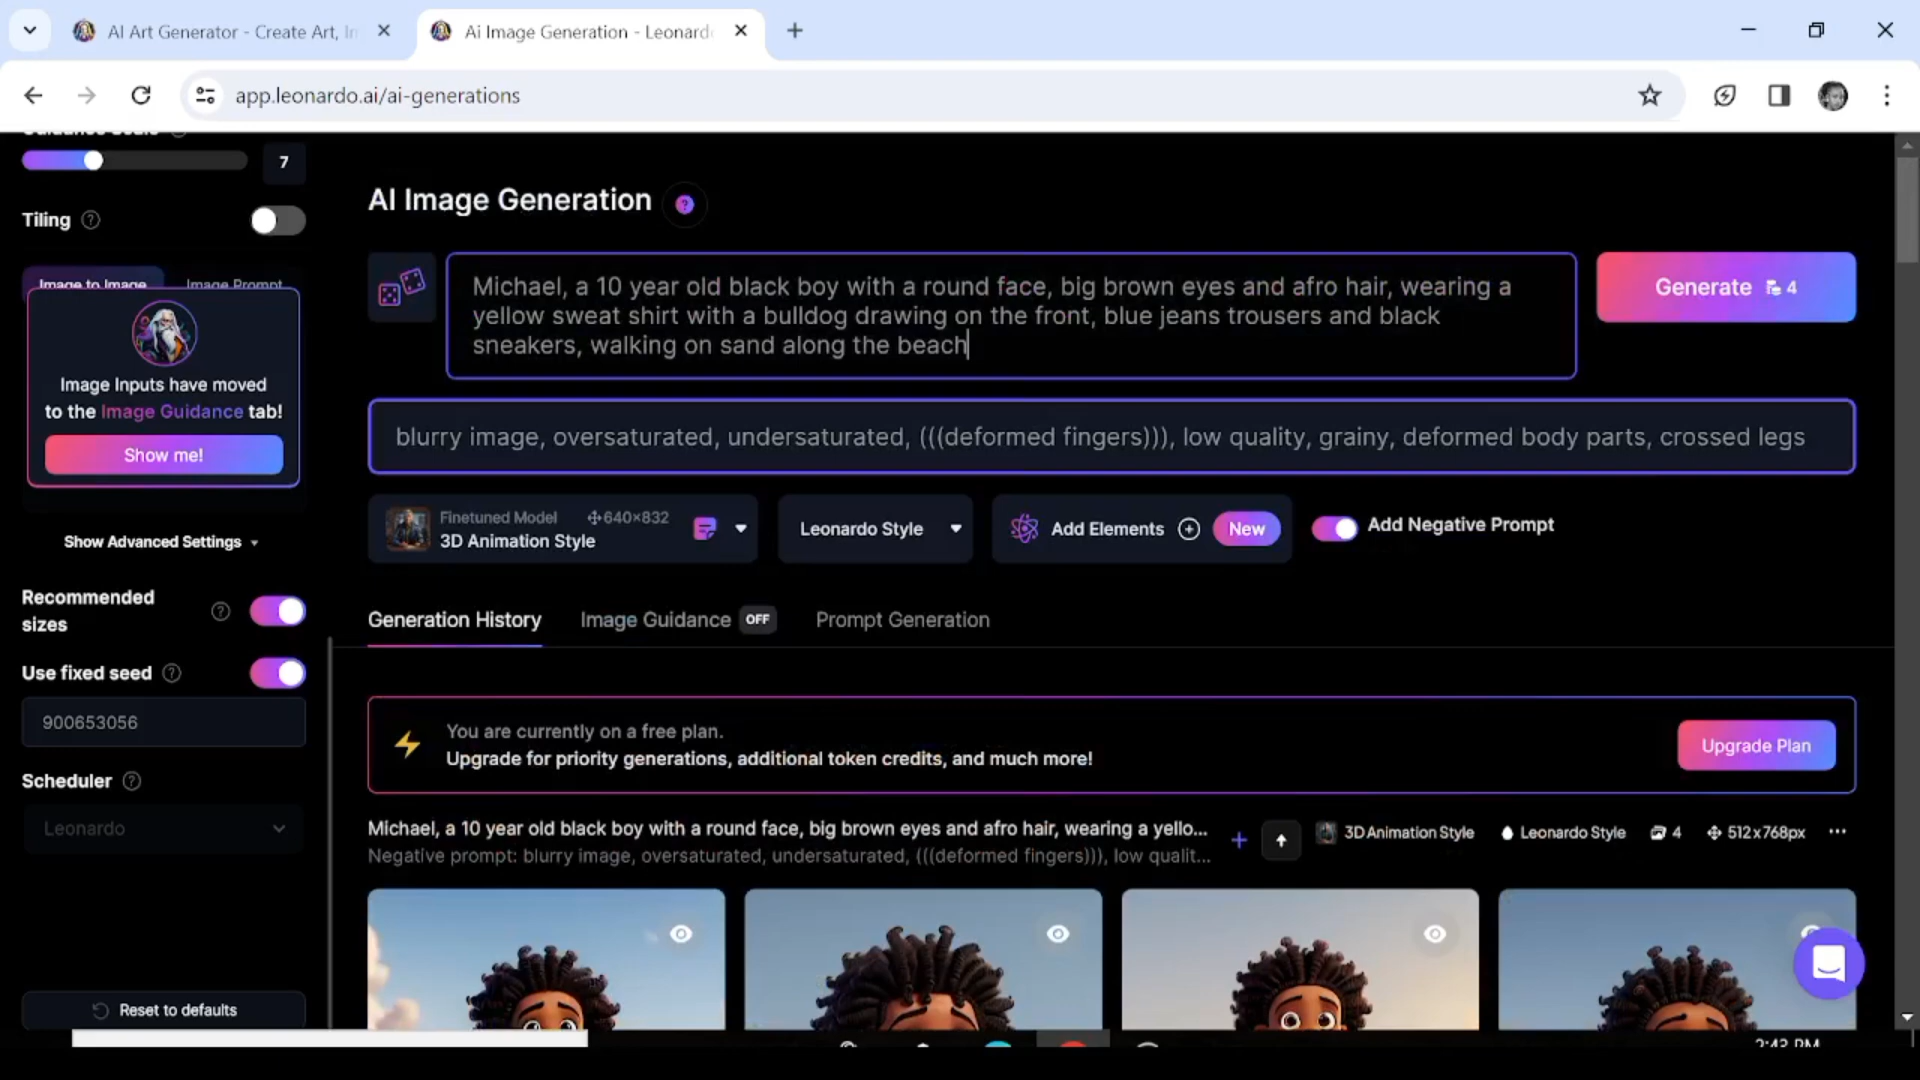 AI Art Generator - Create Art, In
Ai Image Generation - Leonard
app.leonardo.ai/ai-generations
Guidance Scale
7
Tiling
Image to Image Image Prompt
Image Inputs have moved
to the Image Guidance tab!
Show me!
Show Advanced Settings
Recommended
sizes
Use fixed seed
900653056
Scheduler
Leonardo
Reset to defaults
AI Image Generation
Michael, a 10 year old black boy with a round face, big brown eyes and afro hair, wearing a
yellow sweat shirt with a bulldog drawing on the front, blue jeans trousers and black
sneakers, walking on sand along the beach
Generate 4
blurry image, oversaturated, undersaturated, (((deformed fingers))), low quality, grainy, deformed body parts, crossed legs
Finetuned Model 640×832
3D Animation Style
Leonardo Style
Add Elements New
Add Negative Prompt
Generation History Image Guidance OFF Prompt Generation
You are currently on a free plan.
Upgrade for priority generations, additional token credits, and much more!
Upgrade Plan
Michael, a 10 year old black boy with a round face, big brown eyes and afro hair, wearing a yello...
Negative prompt: blurry image, oversaturated, undersaturated, (((deformed fingers))), low qualit...
3D Animation Style Leonardo Style 4 512x768px
2:43 PM